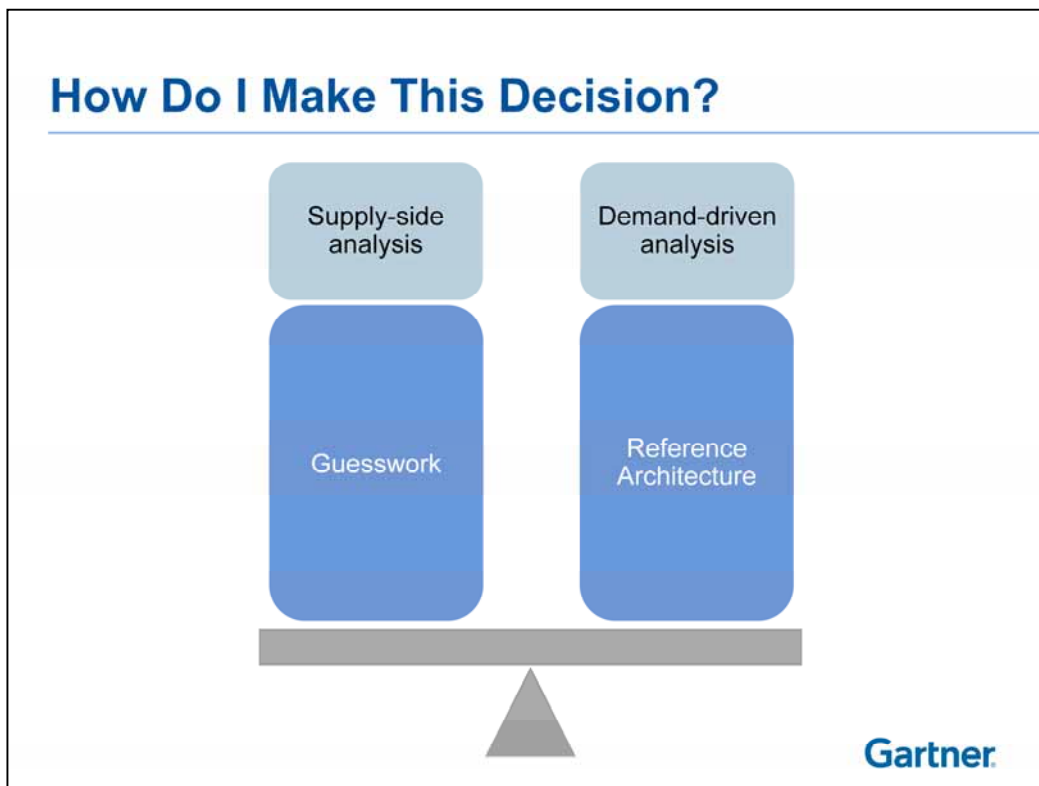 How Do I Make This Decision?
Supply-side
analysis
Demand-driven
analysis
Guesswork
Reference
Architecture
Gartner.